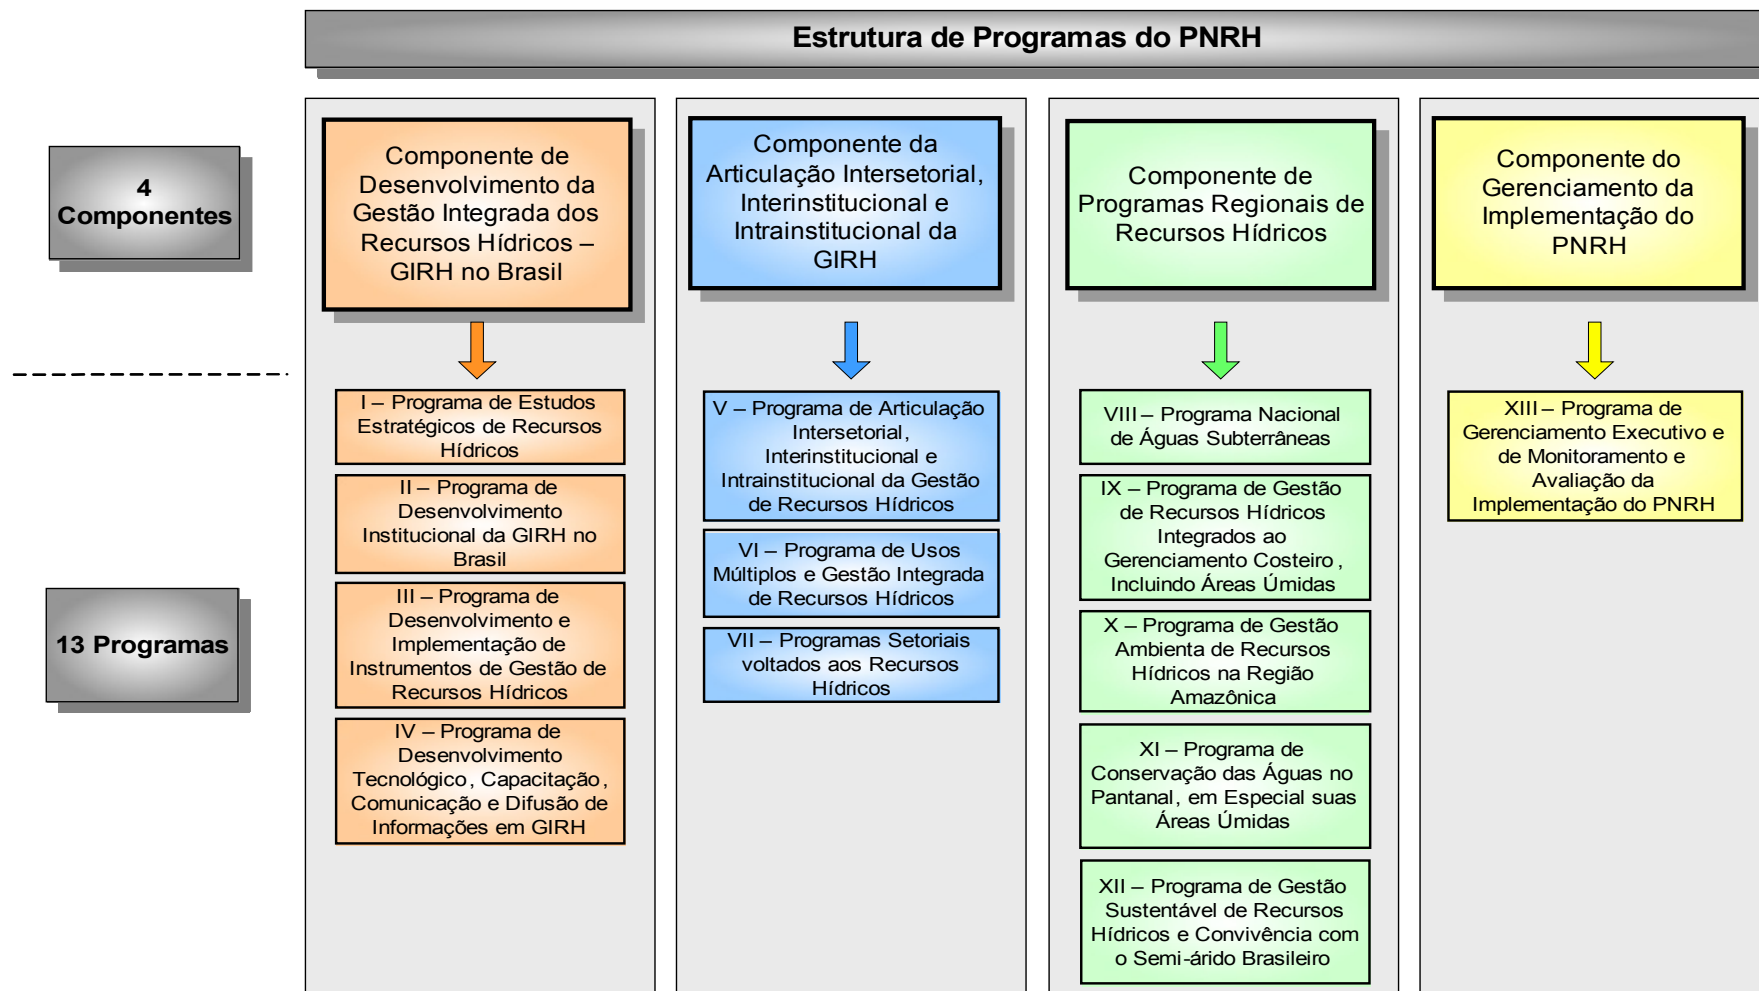 Estrutura de Programas do PNRH
4
Componentes
Componente de
Desenvolvimento da
Gestão Integrada dos
Recursos Hídricos –
GIRH no Brasil
Componente da
Articulação Intersetorial,
Interinstitucional e
Intrainstitucional da
GIRH
Componente de
Programas Regionais de
Recursos Hídricos
Componente do
Gerenciamento da
Implementação do
PNRH
13 Programas
I – Programa de Estudos
Estratégicos de Recursos
Hídricos
II – Programa de
Desenvolvimento
Institucional da GIRH no
Brasil
III – Programa de
Desenvolvimento e
Implementação de
Instrumentos de Gestão de
Recursos Hídricos
IV – Programa de
Desenvolvimento
Tecnológico, Capacitação,
Comunicação e Difusão de
Informações em GIRH
V – Programa de Articulação
Intersetorial,
Interinstitucional e
Intrainstitucional da Gestão
de Recursos Hídricos
VI – Programa de Usos
Múltiplos e Gestão Integrada
de Recursos Hídricos
VII – Programas Setoriais
voltados aos Recursos
Hídricos
VIII – Programa Nacional
de Águas Subterrâneas
IX – Programa de Gestão
de Recursos Hídricos
Integrados ao
Gerenciamento Costeiro,
Incluindo Áreas Úmidas
X – Programa de Gestão
Ambienta de Recursos
Hídricos na Região
Amazônica
XI – Programa de
Conservação das Águas no
Pantanal, em Especial suas
Áreas Úmidas
XII – Programa de Gestão
Sustentável de Recursos
Hídricos e Convivência com
o Semi-árido Brasileiro
XIII – Programa de
Gerenciamento Executivo e
de Monitoramento e
Avaliação da
Implementação do PNRH